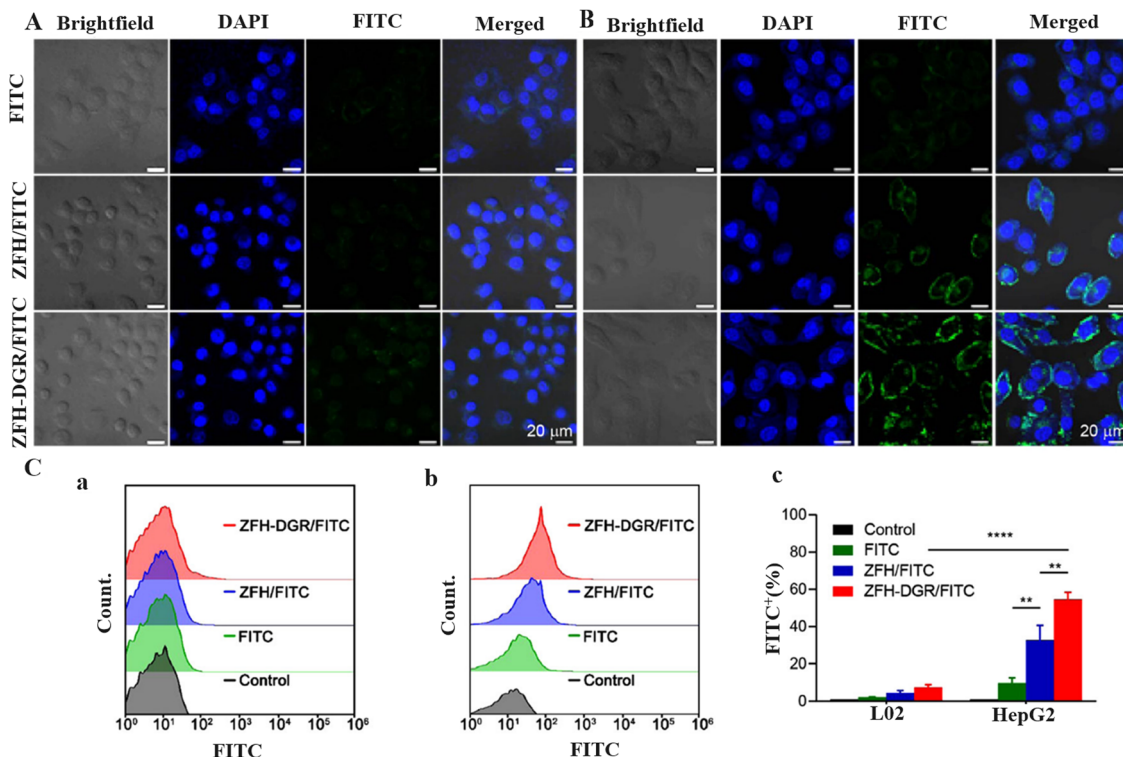 A
Brightfield DAPI FITC Merged
B
Brightfield DAPI FITC Merged
FITC
ZFH/FITC
ZFH-DGR/FITC
20 μm
20 μm
C
a
ZFH-DGR/FITC
ZFH/FITC
FITC
Control
Count.
10⁰ 10¹ 10² 10³ 10⁴ 10⁵ 10⁶
FITC
b
ZFH-DGR/FITC
ZFH/FITC
FITC
Control
Count.
10⁰ 10¹ 10² 10³ 10⁴ 10⁵ 10⁶
FITC
c
100
80
60
40
20
0
FITC⁺(%)
Control
FITC
ZFH/FITC
ZFH-DGR/FITC
****
**
**
L02 HepG2